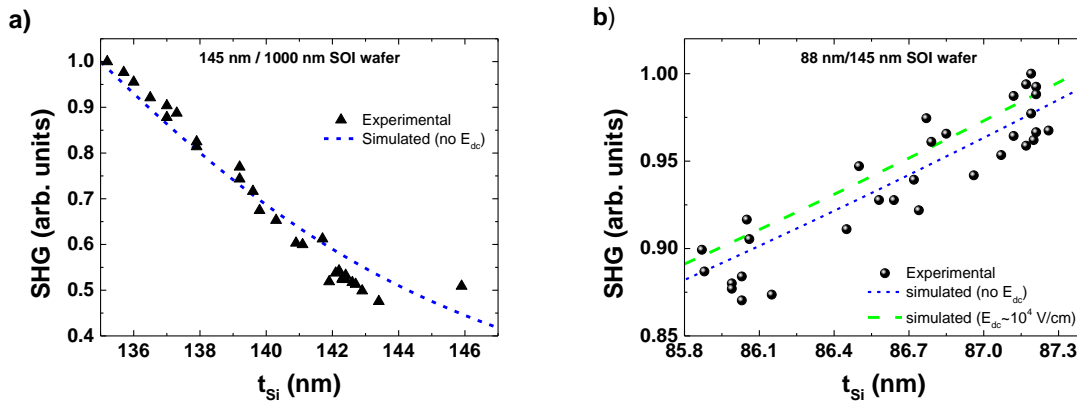 a)
145 nm / 1000 nm SOI wafer
Experimental
Simulated (no E_dc)
SHG (arb. units)
1.0
0.9
0.8
0.7
0.6
0.5
0.4
136 138 140 142 144 146
t_Si (nm)
b)
88 nm/145 nm SOI wafer
SHG (arb. units)
1.00
0.95
0.90
0.85
Experimental
simulated (no E_dc)
simulated (E_dc~10⁴ V/cm)
85.8 86.1 86.4 86.7 87.0 87.3
t_Si (nm)